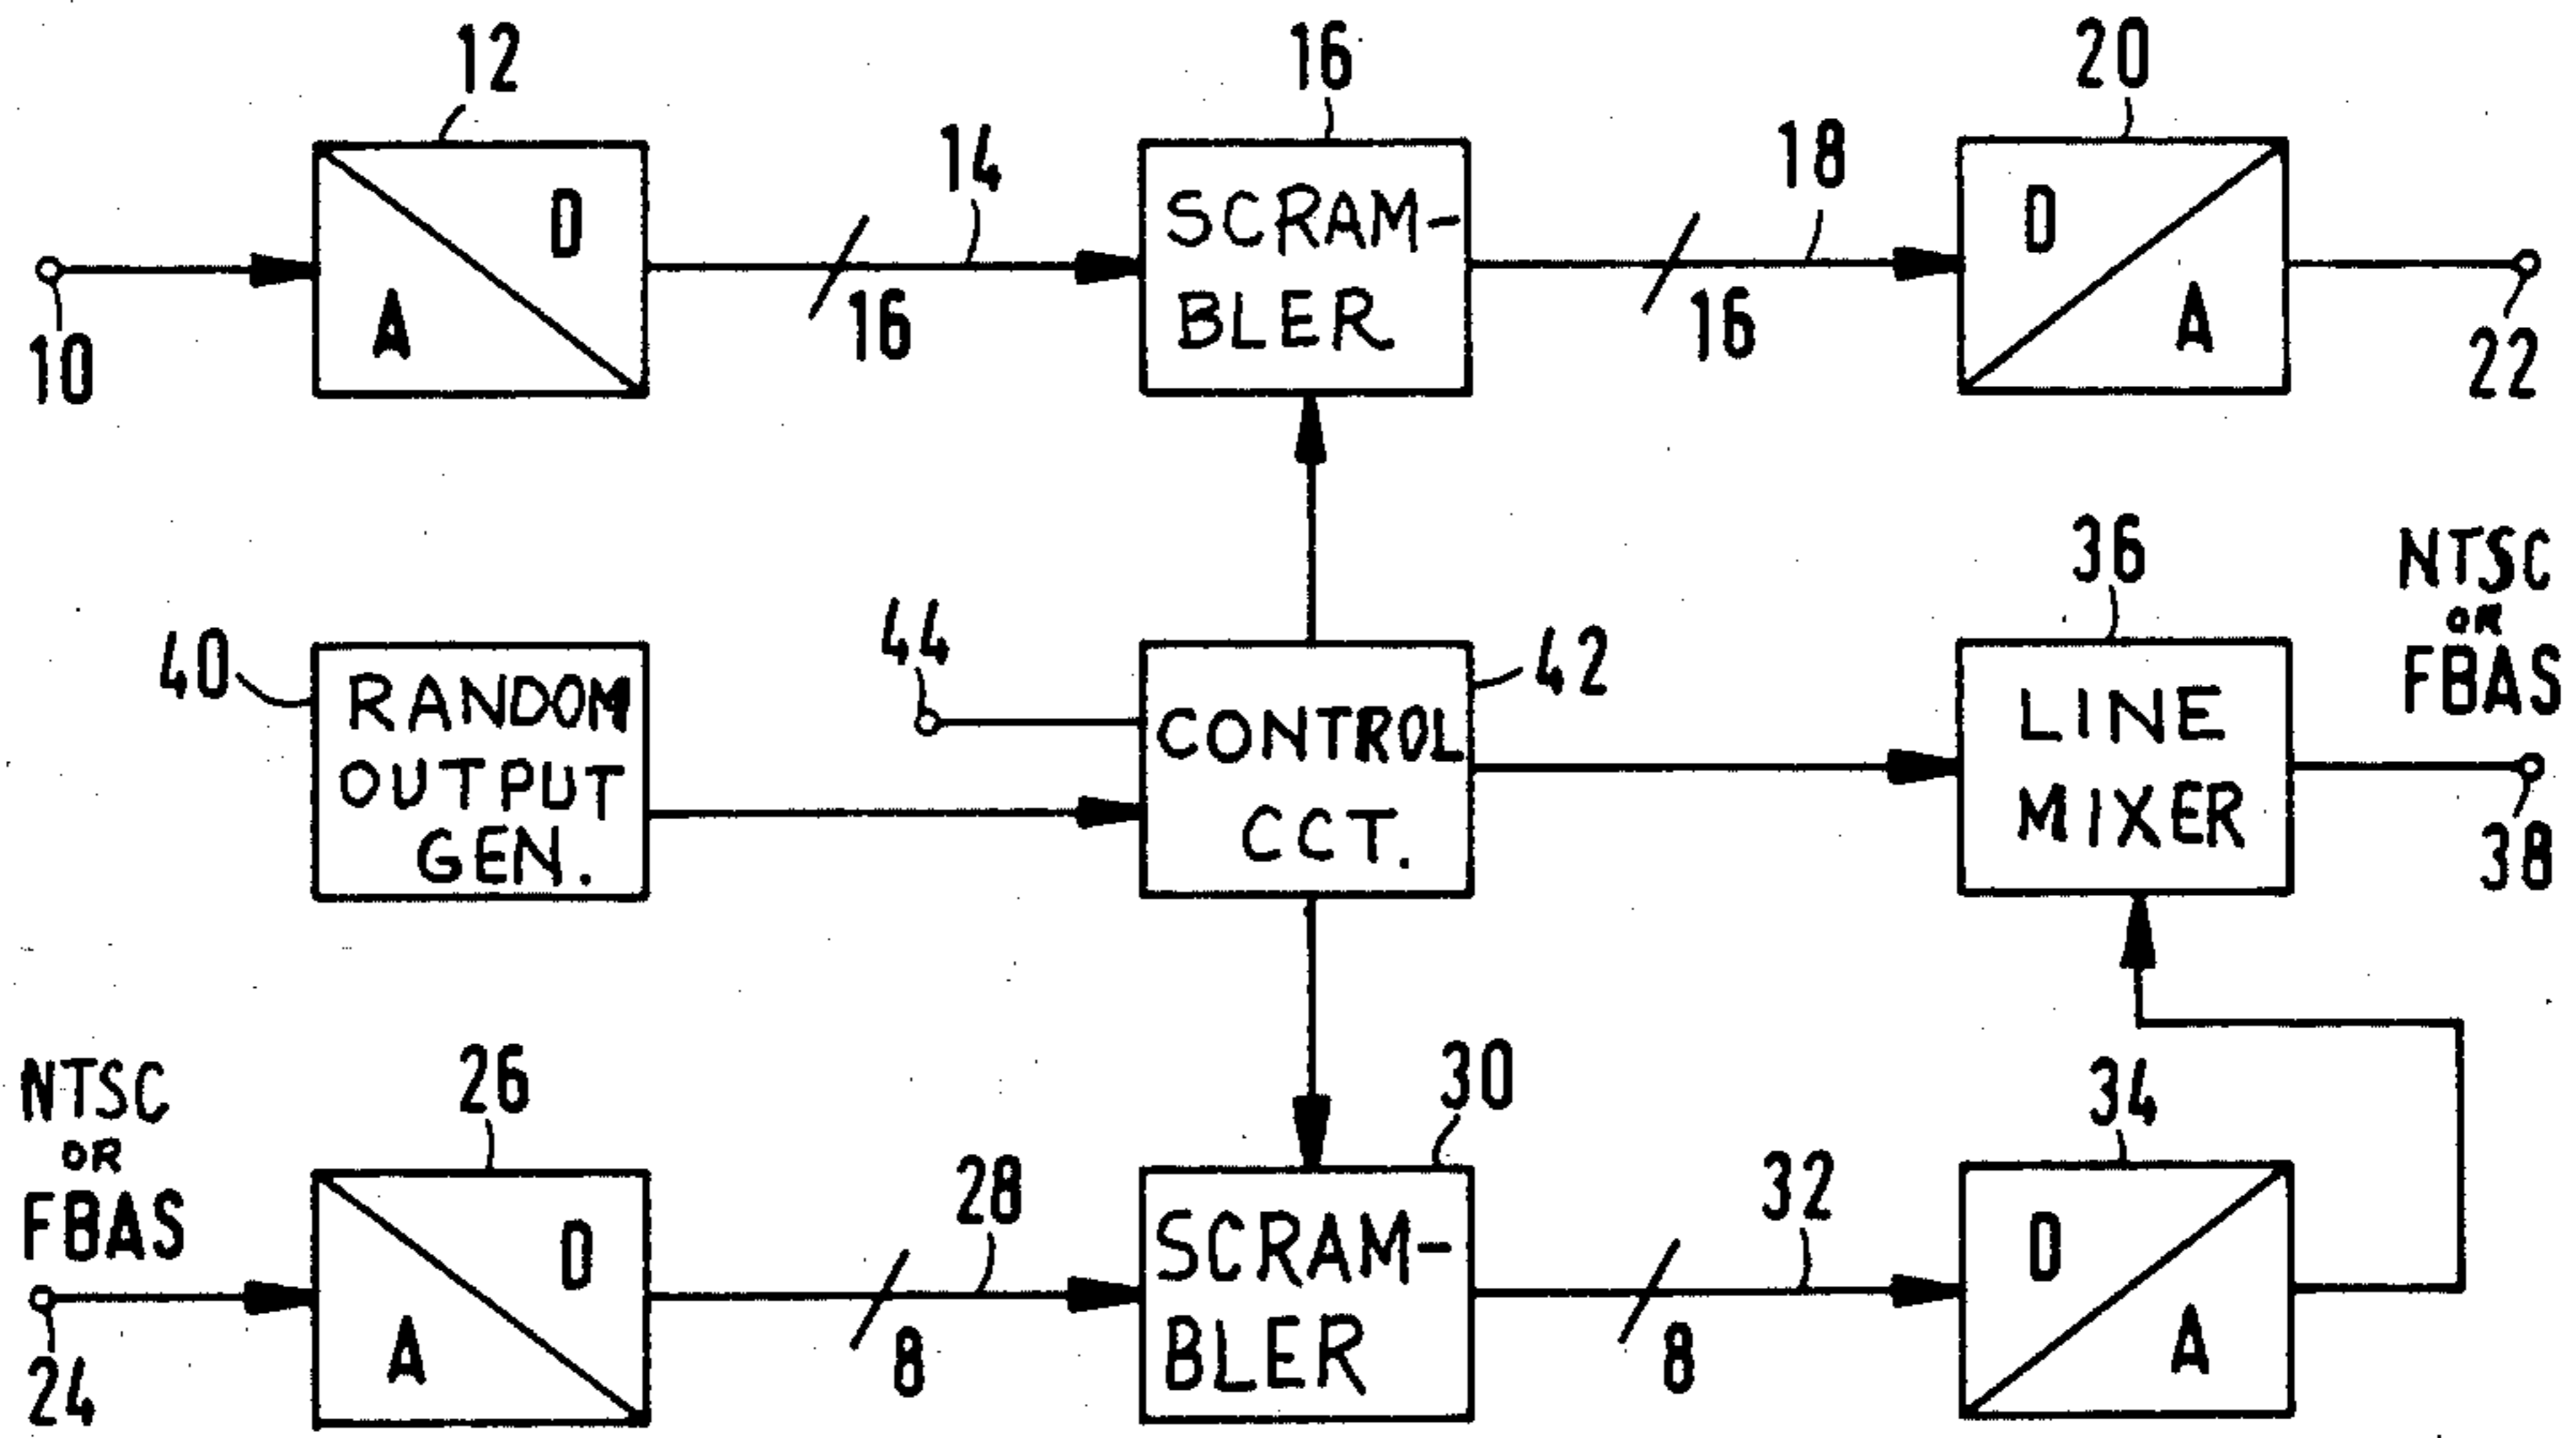 12
16
20
14
18
D
A
SCRAM-
BLER
D
A
16
16
10
22
36
NTSC
OR
FBAS
40
44
42
RANDOM
OUTPUT
GEN.
CONTROL
CCT.
LINE
MIXER
38
NTSC
OR
FBAS
26
30
34
28
32
D
A
SCRAM-
BLER
D
A
8
8
24